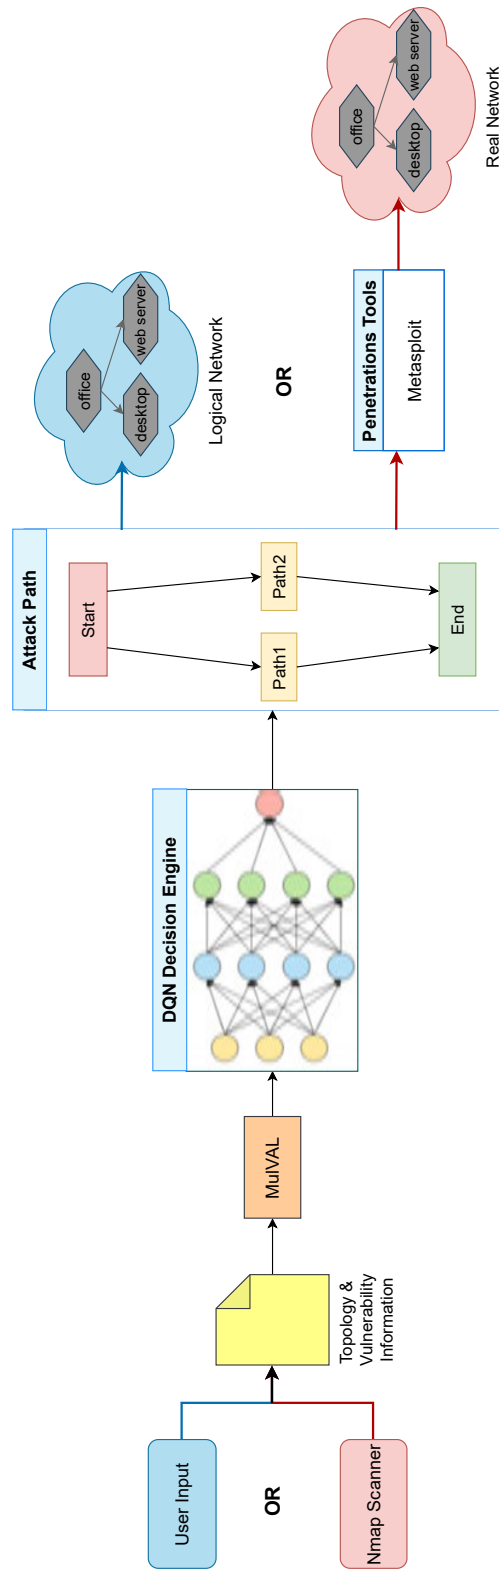 User Input
OR
Nmap Scanner
Topology &
Vulnerability
Information
MulVAL
DQN Decision Engine
Attack Path
Start
Path1
Path2
End
office
desktop
web server
Logical Network
OR
Penetrations Tools
Metasploit
office
desktop
web server
Real Network